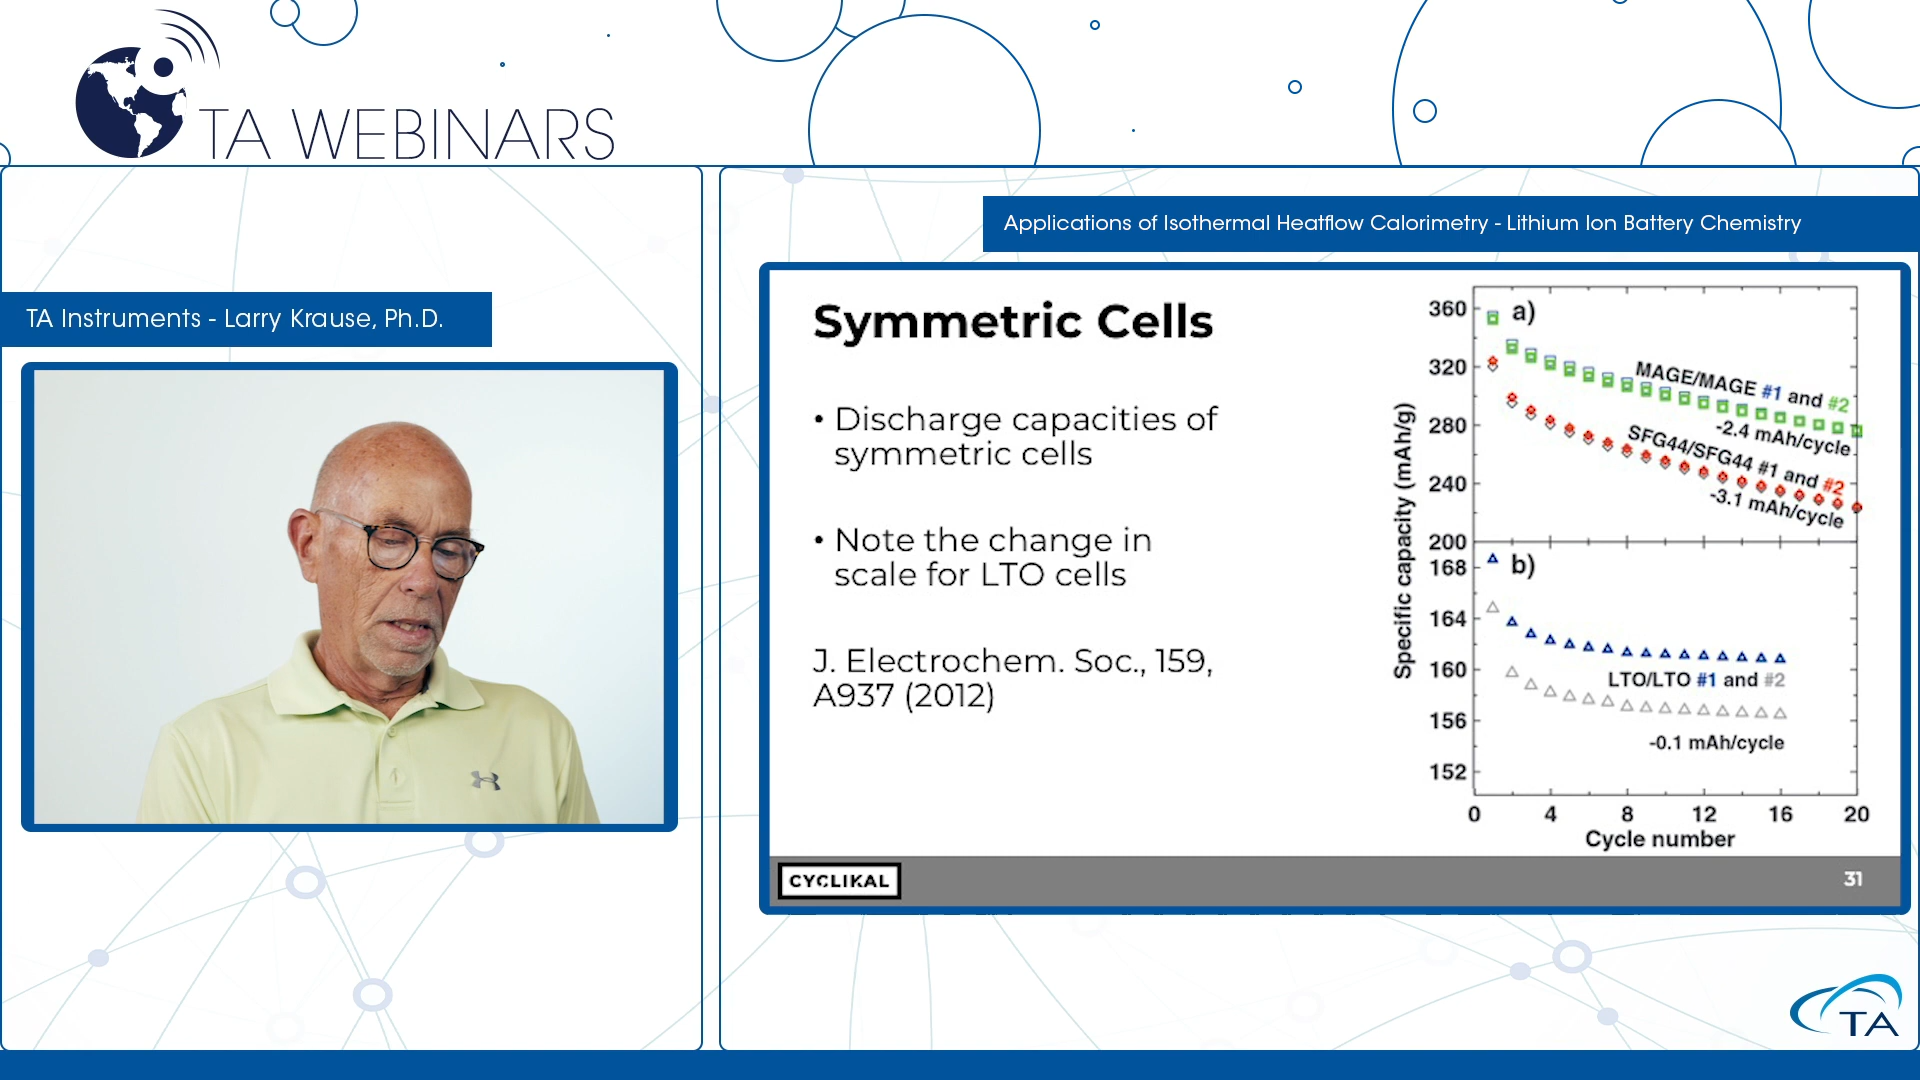 TA WEBINARS
Applications of Isothermal Heatflow Calorimetry - Lithium Ion Battery Chemistry
TA Instruments - Larry Krause, Ph.D.
Symmetric Cells
• Discharge capacities of
symmetric cells
• Note the change in
scale for LTO cells
J. Electrochem. Soc., 159,
A937 (2012)
Specific capacity (mAh/g)
360
320
280
240
200
a)
MAGE/MAGE #1 and #2
-2.4 mAh/cycle
SFG44/SFG44 #1 and #2
-3.1 mAh/cycle
168
164
160
156
152
b)
LTO/LTO #1 and #2
-0.1 mAh/cycle
0 4 8 12 16 20
Cycle number
CYCLIKAL
31
TA